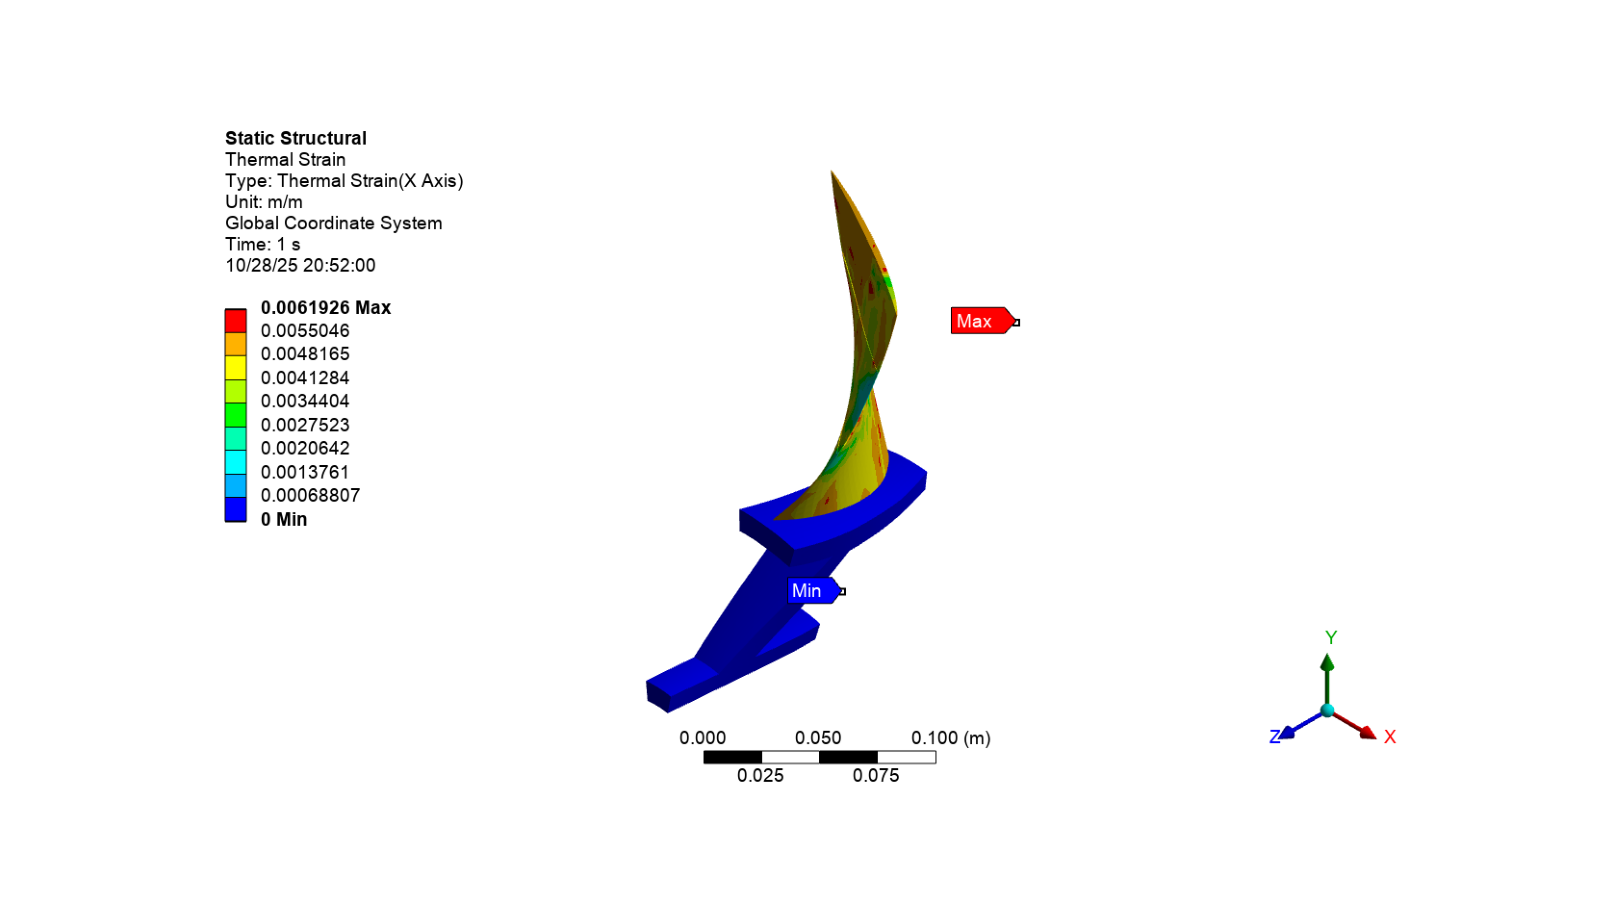 Static Structural
Thermal Strain
Type: Thermal Strain(X Axis)
Unit: m/m
Global Coordinate System
Time: 1 s
10/28/25 20:52:00
0.0061926 Max
0.0055046
0.0048165
0.0041284
0.0034404
0.0027523
0.0020642
0.0013761
0.00068807
0 Min
Max
Min
0.000 0.050 0.100 (m)
0.025 0.075
Y
Z X